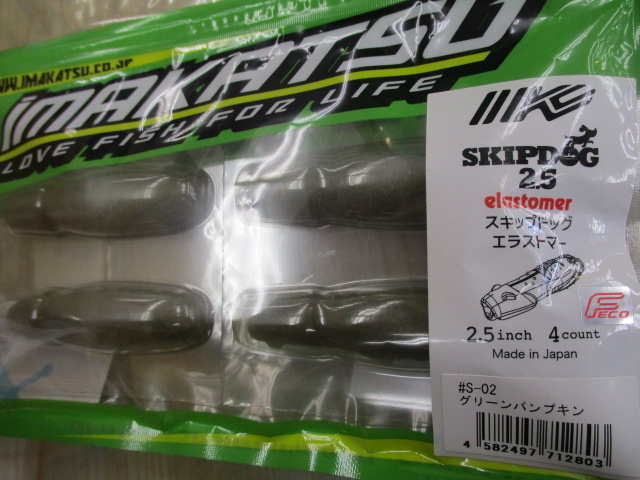 WWW.IMAKATSU.CO.JP
IMAKATSU
LOVE FISH FOR LIFE
IK
SKIPDOG
2.5
elastomer
スキップドッグ
エラストマー
FECO
2.5inch 4count
Made in Japan
#S-02
グリーンパンプキン
4 582497 712803